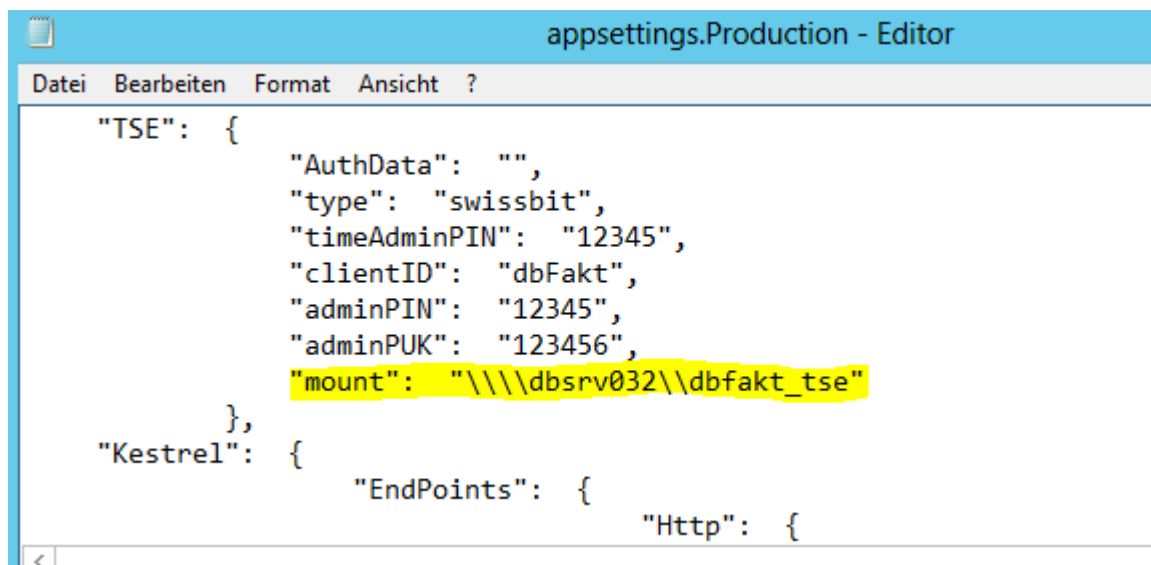 appsettings.Production - Editor
Datei Bearbeiten Format Ansicht ?
"TSE": {
"AuthData": "",
"type": "swissbit",
"timeAdminPIN": "12345",
"clientID": "dbFakt",
"adminPIN": "12345",
"adminPUK": "123456",
"mount": "\\\\dbsrv032\\dbfakt_tse"
},
"Kestrel": {
"EndPoints": {
"Http": {